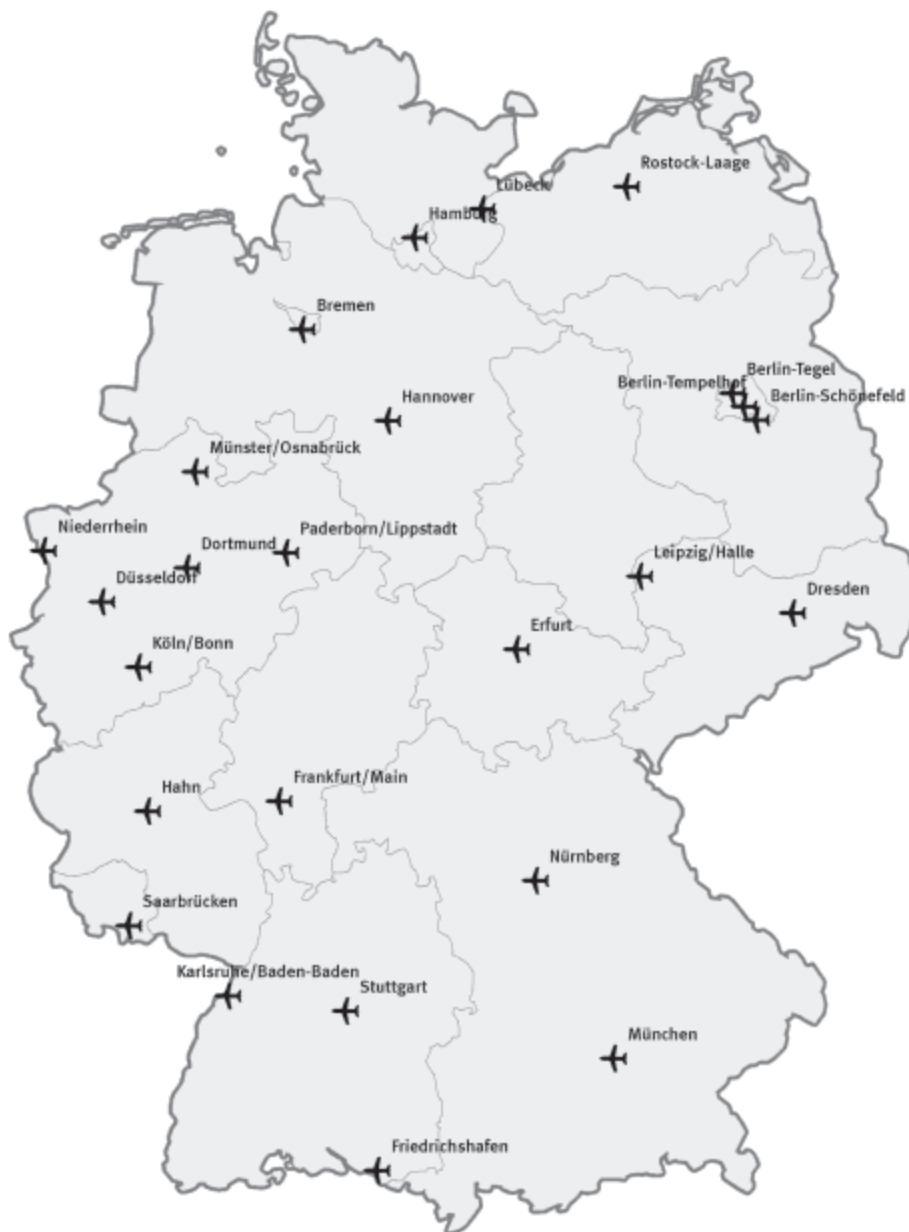 Rostock-Laage
Lübeck
Hamburg
Bremen
Berlin-Tegel
Berlin-Tempelhof
Berlin-Schönefeld
Hannover
Münster/Osnabrück
Niederrhein
Dortmund
Paderborn/Lippstadt
Leipzig/Halle
Düsseldorf
Dresden
Erfurt
Köln/Bonn
Hahn
Frankfurt/Main
Nürnberg
Saarbrücken
Karlsruhe/Baden-Baden
Stuttgart
München
Friedrichshafen